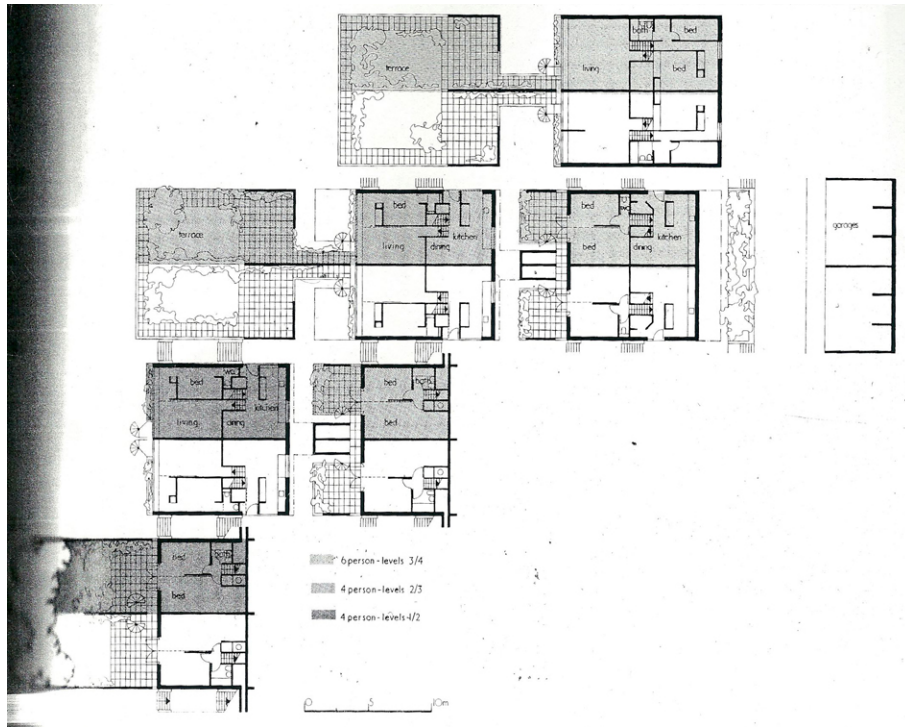 bath
bed
terrace
living
bed
bed
bed
wc
terrace
kitchen
kitchen
garages
living
dining
bed
dining
wc
bed
bed
bath
kitchen
living
dining
bed
bed
bath
bed
6 person-levels 3/4
4 person-levels 2/3
4 person-levels 1/2
0 5 10m